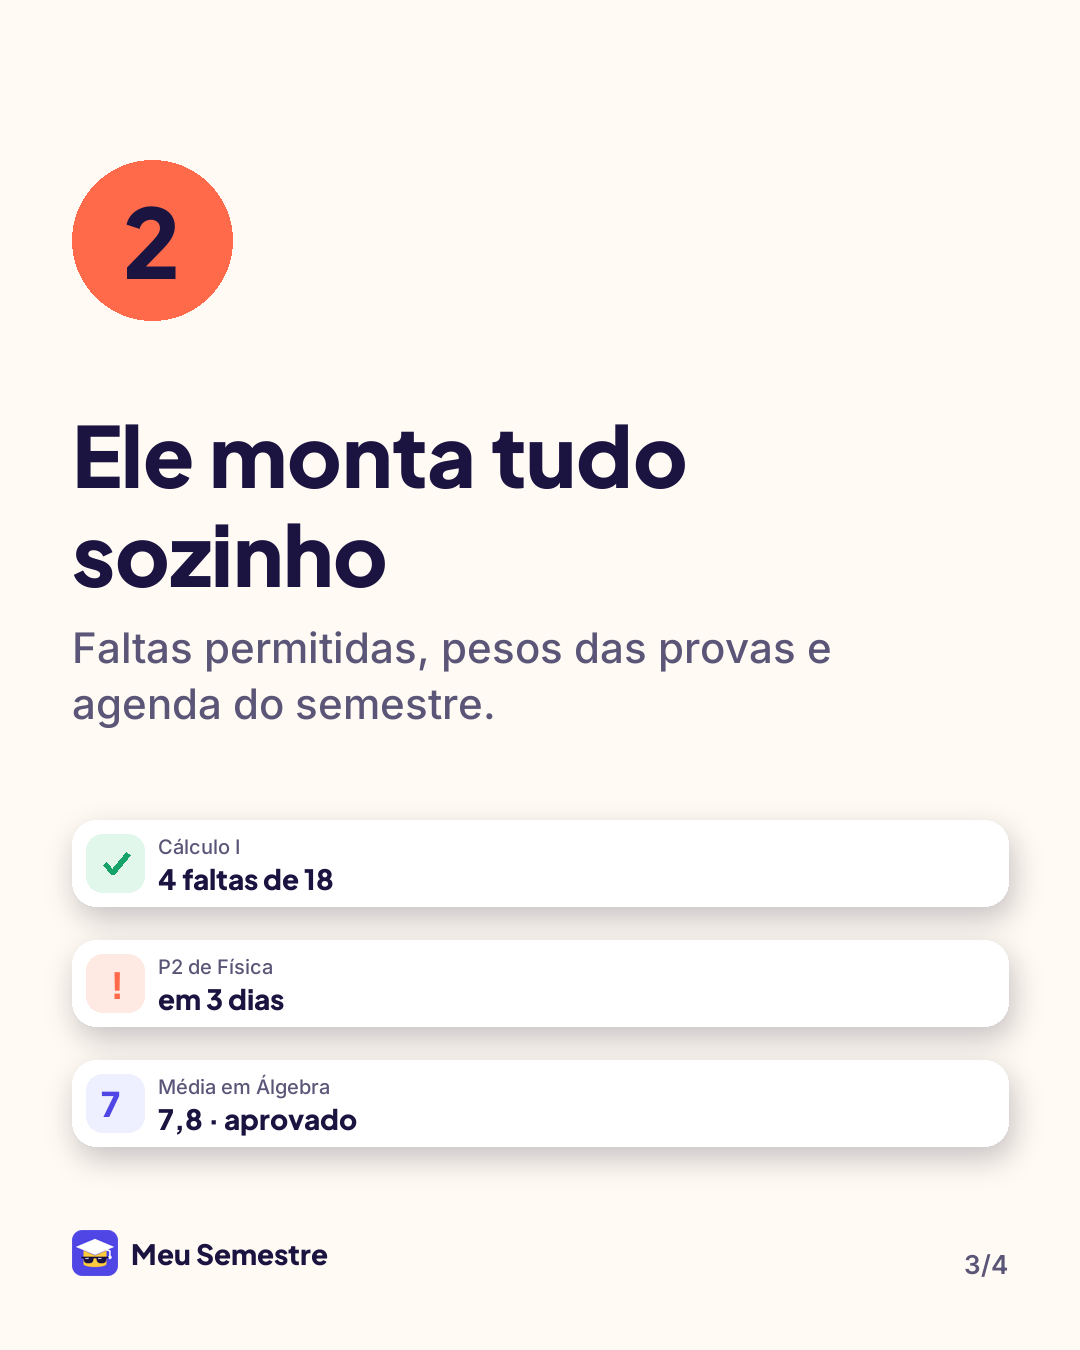 2
Ele monta tudo
sozinho
Faltas permitidas, pesos das provas e
agenda do semestre.
Cálculo I
4 faltas de 18
!
P2 de Física
em 3 dias
7
Média em Álgebra
7,8 · aprovado
Meu Semestre
3/4